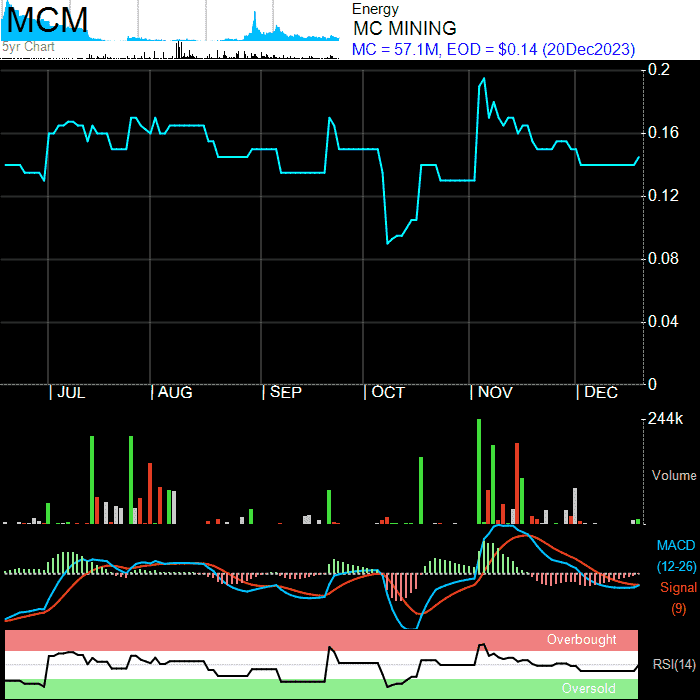 MCM
5yr Chart
Energy
MC MINING
MC = 57.1M, EOD = $0.14 (20Dec2023)
0.2
0.16
0.12
0.08
0.04
0
| JUL | AUG | SEP | OCT | NOV | DEC
244k
Volume
MACD
(12-26)
Signal
(9)
Overbought
RSI(14)
Oversold